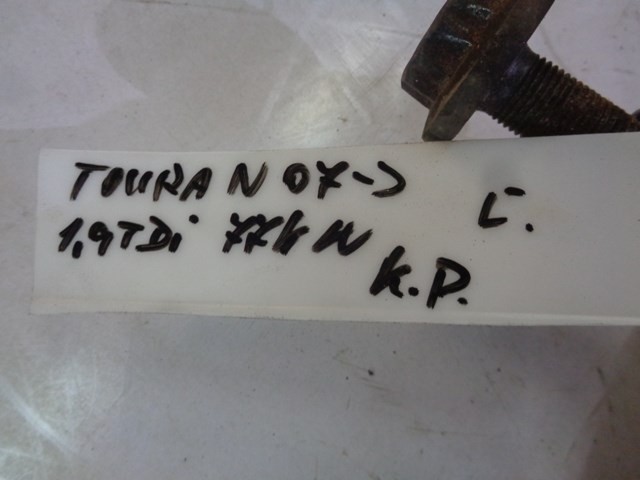 TOURAN 07->
1,9TDi 77kW
L.
K.P.